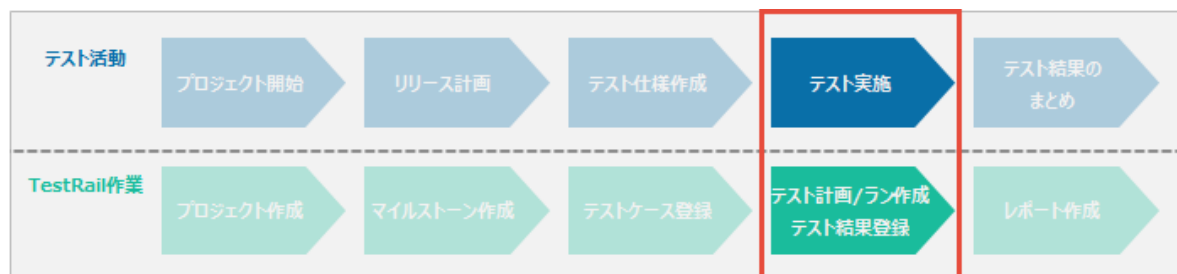 テスト活動
プロジェクト開始
リリース計画
テスト仕様作成
テスト実施
テスト結果の
まとめ
TestRail作業
プロジェクト作成
マイルストーン作成
テストケース登録
テスト計画/ラン作成
テスト結果登録
レポート作成